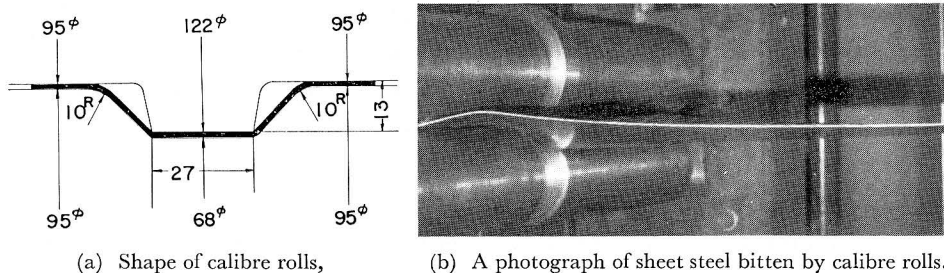 95φ 122φ 95φ
10R 10R 13
27
95φ 68φ 95φ
(a) Shape of calibre rolls,
(b) A photograph of sheet steel bitten by calibre rolls.